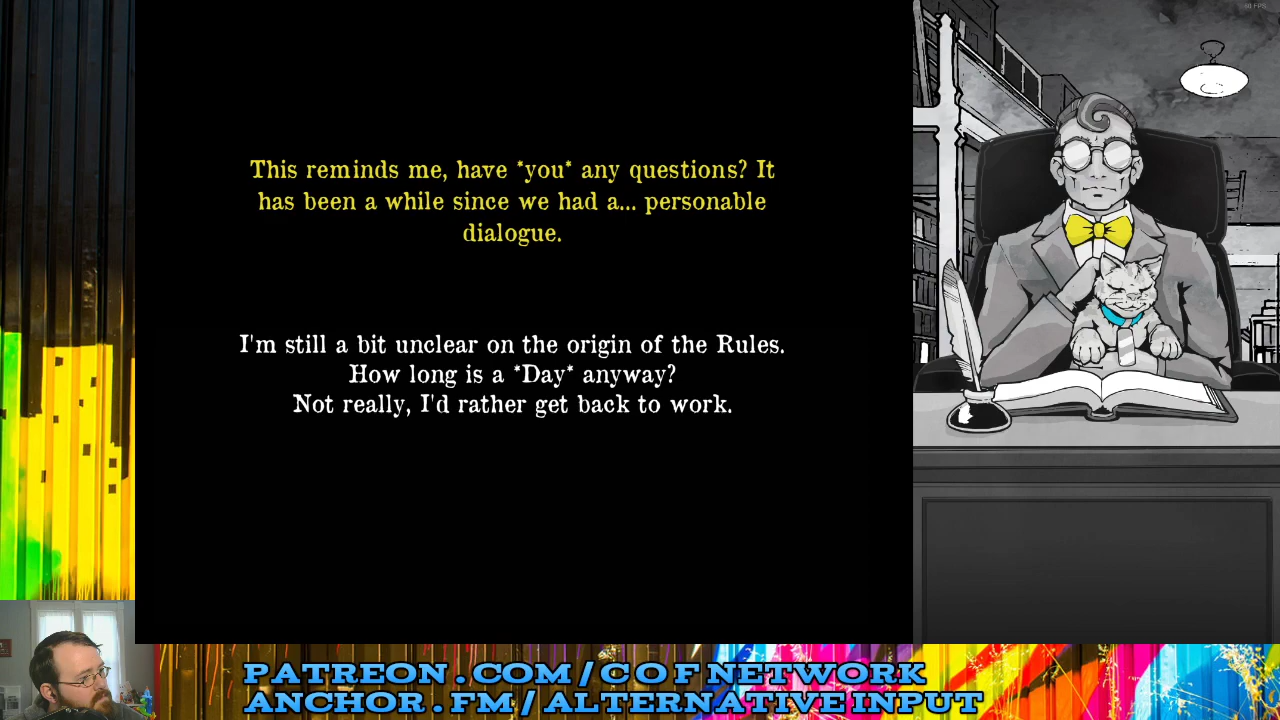 This reminds me, have *you* any questions? It
has been a while since we had a... personable
dialogue.
I'm still a bit unclear on the origin of the Rules.
How long is a *Day* anyway?
Not really, I'd rather get back to work.
PATREON.COM/COFNETWORK
ANCHOR.FM/ALTERNATIVEINPUT